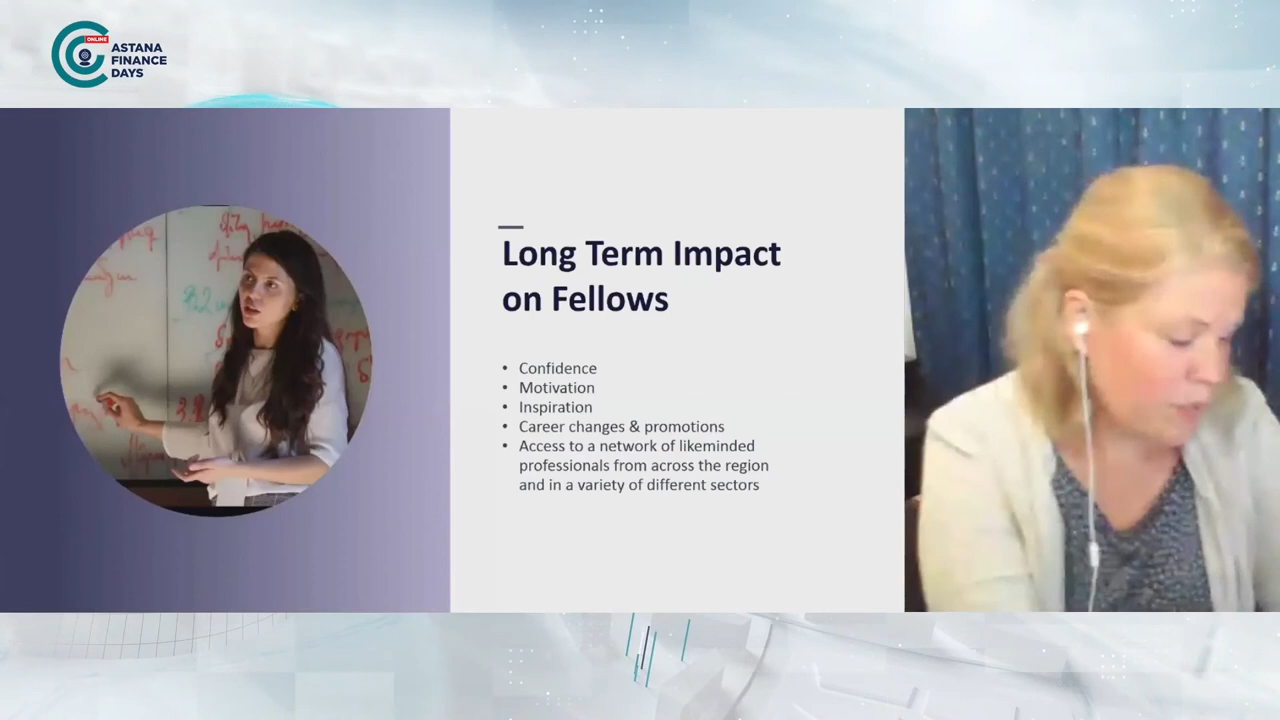 ONLINE
ASTANA
FINANCE
DAYS
Long Term Impact
on Fellows
• Confidence
• Motivation
• Inspiration
• Career changes & promotions
• Access to a network of likeminded
professionals from across the region
and in a variety of different sectors